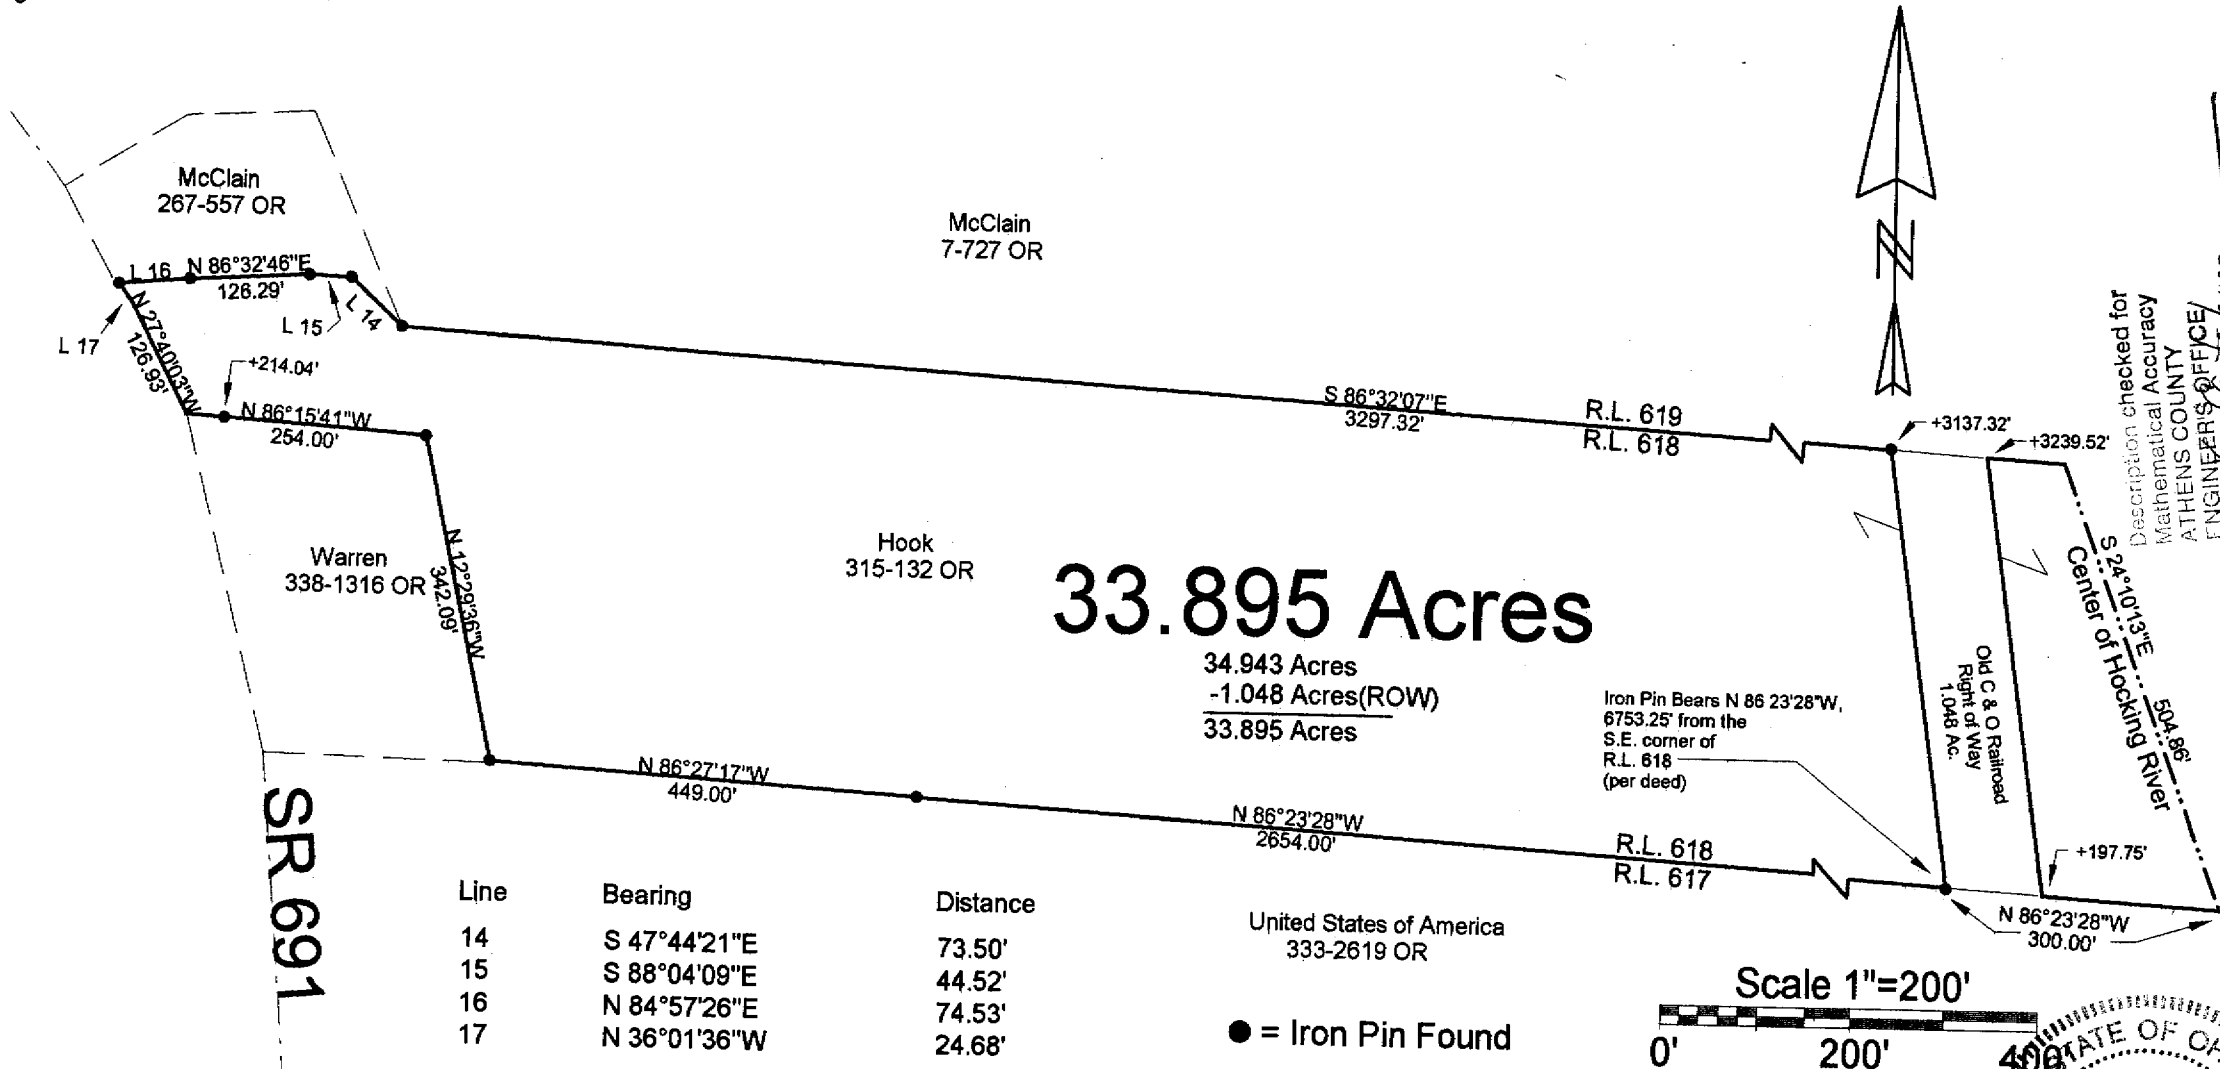 McClain
267-557 OR
McClain
7-727 OR
L 16
N 86°32'46"E
126.29'
L 15
L 14
L 17
N 27°40'03"W
126.93'
+214.04'
N 86°15'41"W
254.00'
S 86°32'07"E
3297.32'
R.L. 619
R.L. 618
N
+3137.32'
+3239.52'
Description checked for
Mathematical Accuracy
ATHENS COUNTY
ENGINEER'S OFFICE
Warren
338-1316 OR
N 12°29'36"W
342.09'
Hook
315-132 OR
33.895 Acres
34.943 Acres
-1.048 Acres(ROW)
33.895 Acres
Iron Pin Bears N 86 23'28"W,
6753.25' from the
S.E. corner of
R.L. 618
(per deed)
Old C & O Railroad
Right of Way
1.048 Ac.
S 24°10'13"E
504.86'
Center of Hocking River
N 86°27'17"W
449.00'
N 86°23'28"W
2654.00'
R.L. 618
R.L. 617
+197.75'
N 86°23'28"W
300.00'
SR 691
Line Bearing Distance
14 S 47°44'21"E 73.50'
15 S 88°04'09"E 44.52'
16 N 84°57'26"E 74.53'
17 N 36°01'36"W 24.68'
United States of America
333-2619 OR
● = Iron Pin Found
Scale 1"=200'
0' 200' 400'
STATE OF